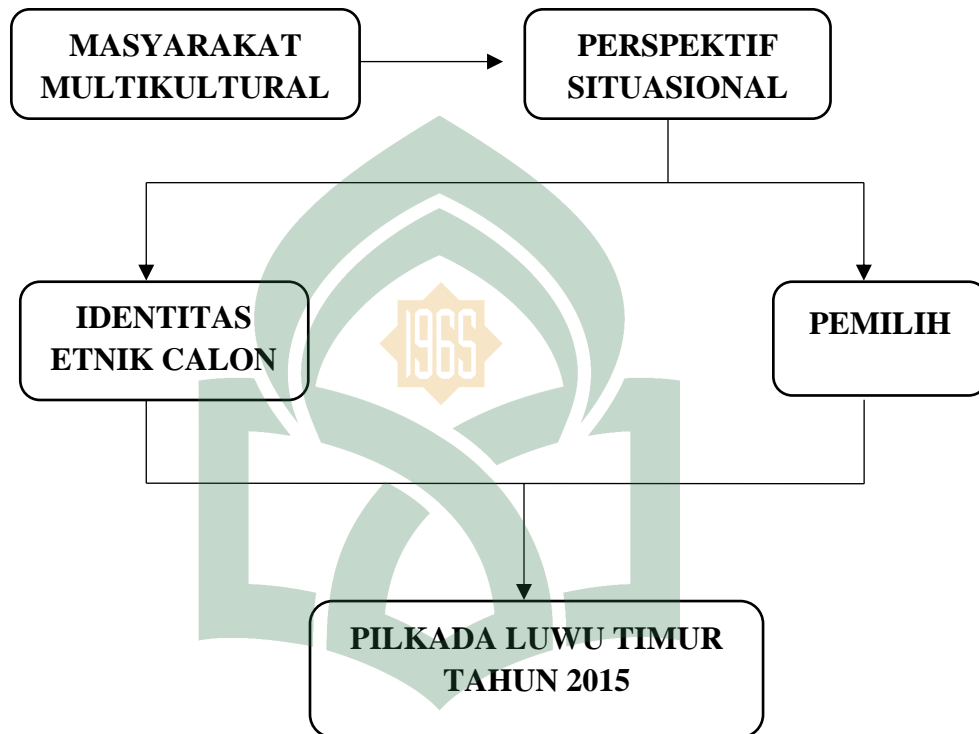 MASYARAKAT
MULTIKULTURAL
PERSPEKTIF
SITUASIONAL
IDENTITAS
ETNIK CALON
1965
PEMILIH
PILKADA LUWU TIMUR
TAHUN 2015